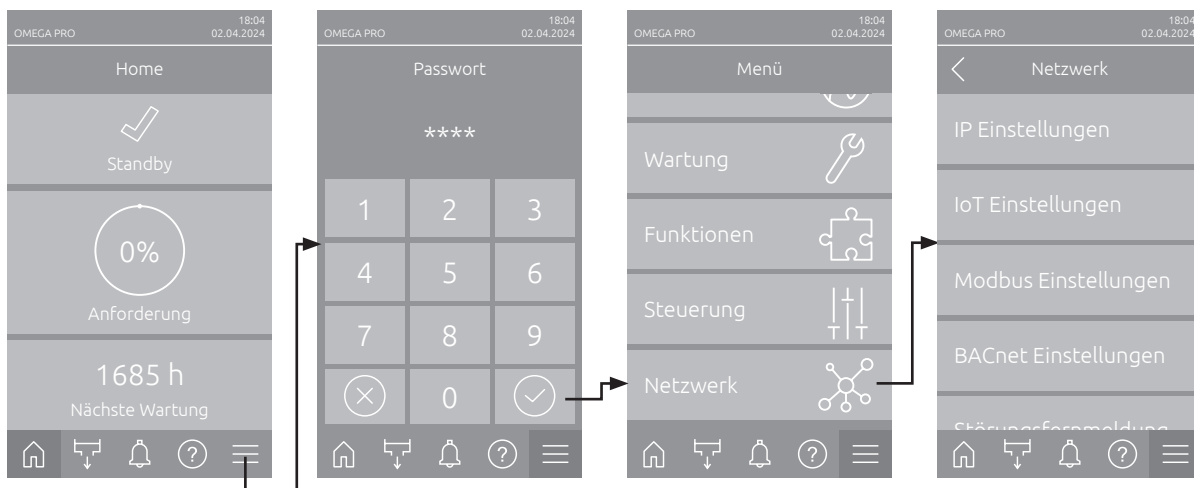 18:04
OMEGA PRO 02.04.2024
Home
Standby
0%
Anforderung
1685 h
Nächste Wartung
?
18:04
OMEGA PRO 02.04.2024
Passwort
****
1 2 3
4 5 6
7 8 9
0
?
18:04
OMEGA PRO 02.04.2024
Menü
Wartung
Funktionen
Steuerung
Netzwerk
?
18:04
OMEGA PRO 02.04.2024
Netzwerk
IP Einstellungen
IoT Einstellungen
Modbus Einstellungen
BACnet Einstellungen
Störungsfernmeldung
?